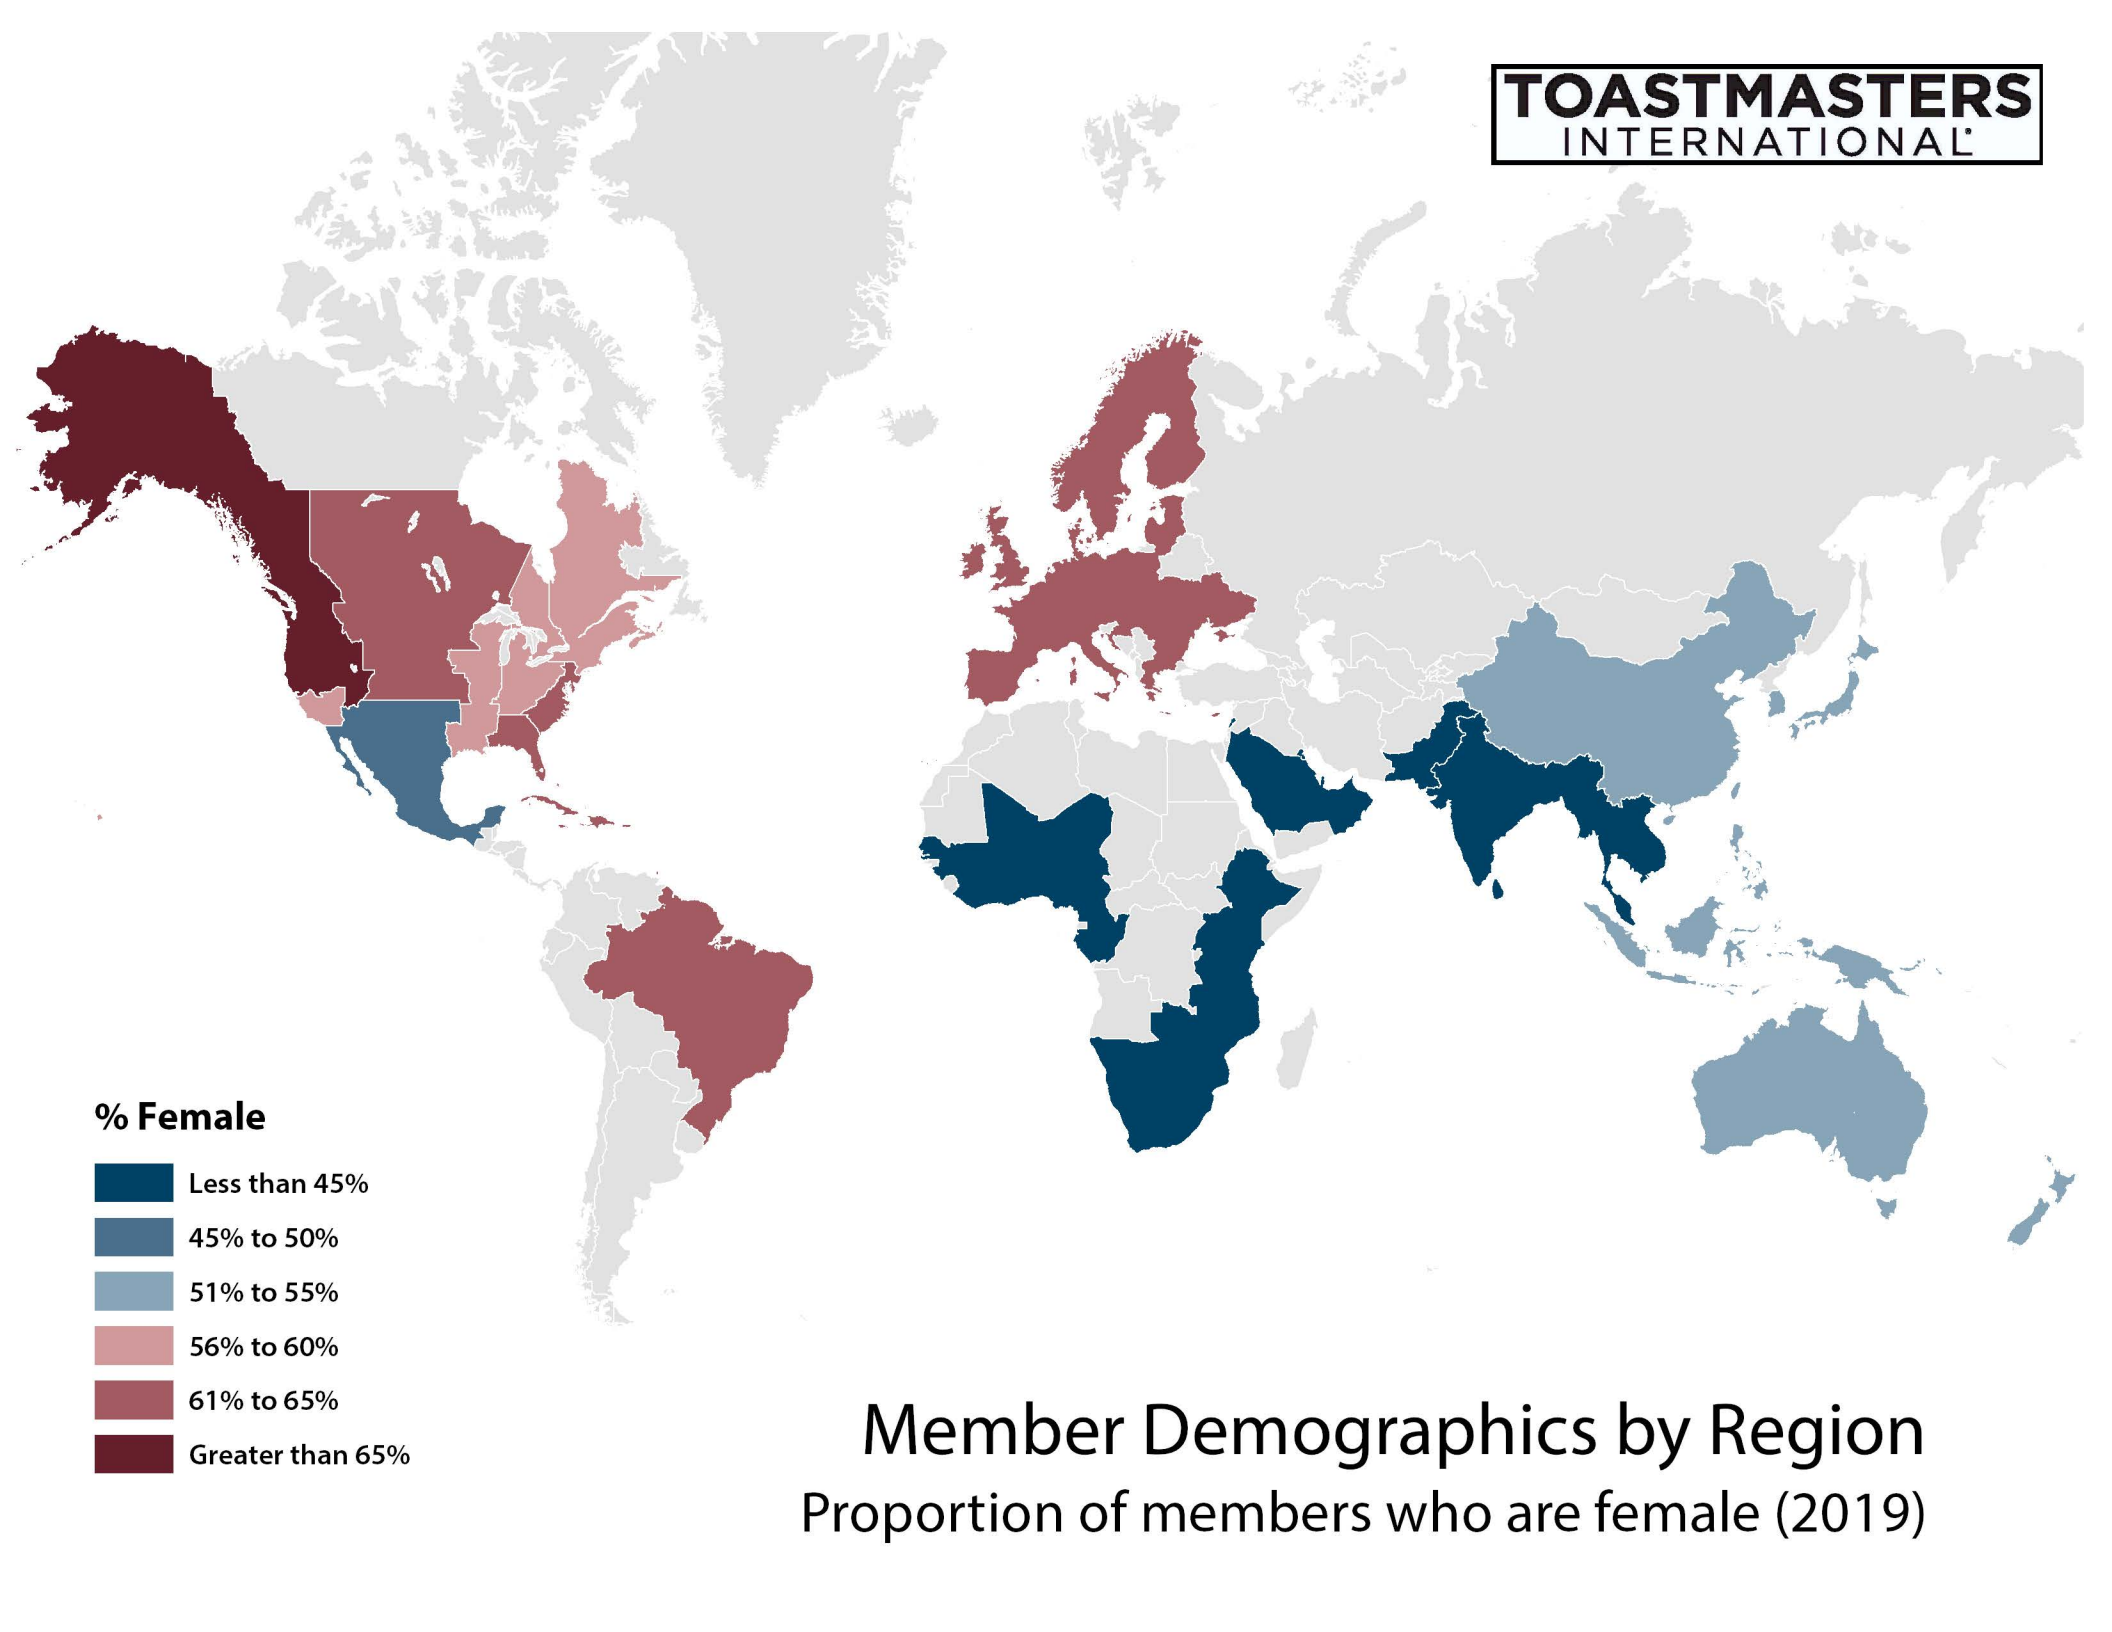 TOASTMASTERS
INTERNATIONAL®
% Female
Less than 45%
45% to 50%
51% to 55%
56% to 60%
61% to 65%
Greater than 65%
Member Demographics by Region
Proportion of members who are female (2019)